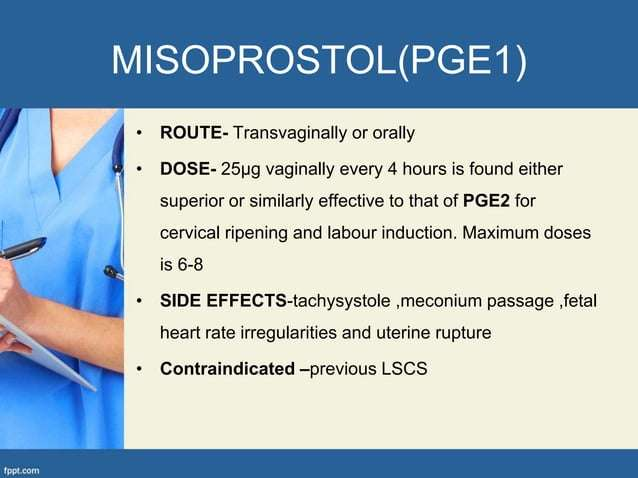 MISOPROSTOL(PGE1)
• ROUTE- Transvaginally or orally
• DOSE- 25µg vaginally every 4 hours is found either
superior or similarly effective to that of PGE2 for
cervical ripening and labour induction. Maximum doses
is 6-8
• SIDE EFFECTS-tachysystole ,meconium passage ,fetal
heart rate irregularities and uterine rupture
• Contraindicated –previous LSCS
fppt.com